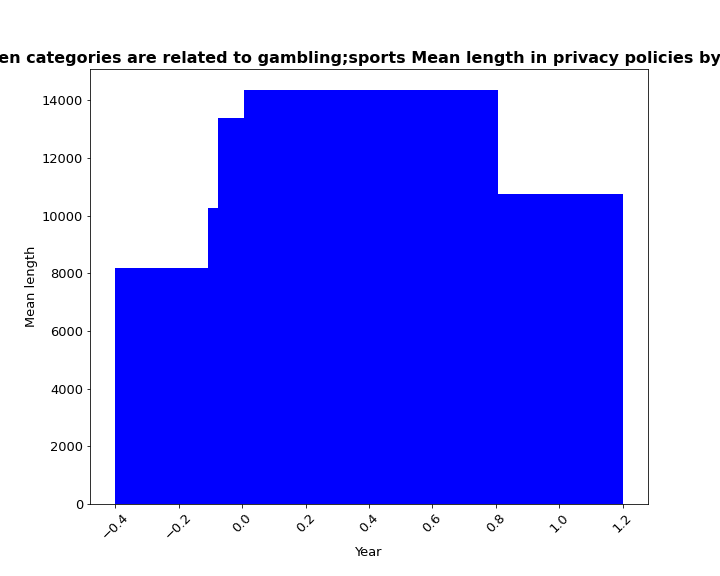 en categories are related to gambling;sports Mean length in privacy policies by
14000
12000
10000
8000
6000
4000
2000
0
Mean length
−0.4 −0.2 0.0 0.2 0.4 0.6 0.8 1.0 1.2
Year